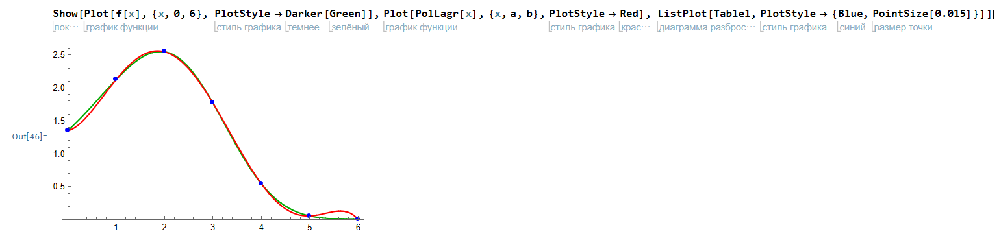 Show[Plot[f[x], {x, 0, 6}, PlotStyle → Darker[Green]], Plot[PolLagr[x], {x, a, b}, PlotStyle → Red], ListPlot[Table1, PlotStyle → {Blue, PointSize[0.015]}]]
пок⋯ график функции стиль графика темнее зелёный график функции стиль графика крас⋯ диаграмма разброс⋯ стиль графика синий размер точки
2.5
2.0
1.5
Out[46]=
1.0
0.5
1 2 3 4 5 6